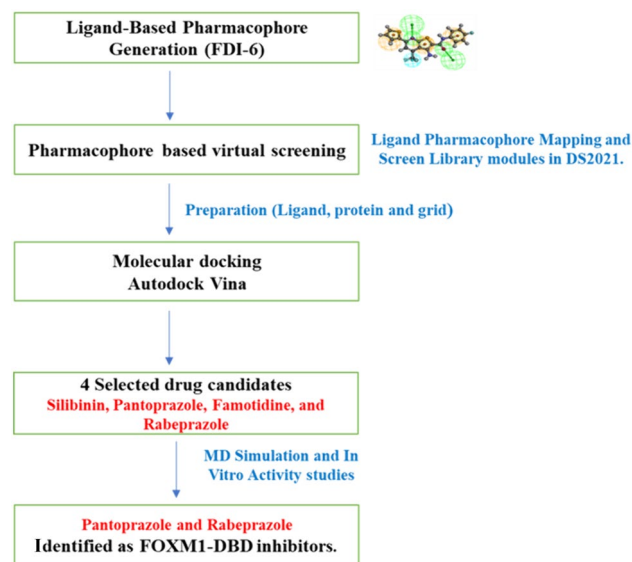 Ligand-Based Pharmacophore
Generation (FDI-6)
Pharmacophore based virtual screening
Ligand Pharmacophore Mapping and
Screen Library modules in DS2021.
Preparation (Ligand, protein and grid)
Molecular docking
Autodock Vina
4 Selected drug candidates
Silibinin, Pantoprazole, Famotidine, and
Rabeprazole
MD Simulation and In
Vitro Activity studies
Pantoprazole and Rabeprazole
Identified as FOXM1-DBD inhibitors.